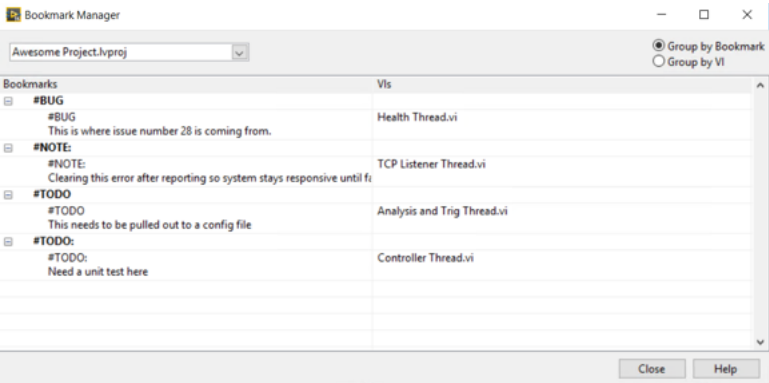 Bookmark Manager
Awesome Project.lvproj
Group by Bookmark
Group by VI
Bookmarks VIs
#BUG
#BUG Health Thread.vi
This is where issue number 28 is coming from.
#NOTE:
#NOTE: TCP Listener Thread.vi
Clearing this error after reporting so system stays responsive until
#TODO
#TODO Analysis and Trig Thread.vi
This needs to be pulled out to a config file
#TODO:
#TODO: Controller Thread.vi
Need a unit test here
Close Help